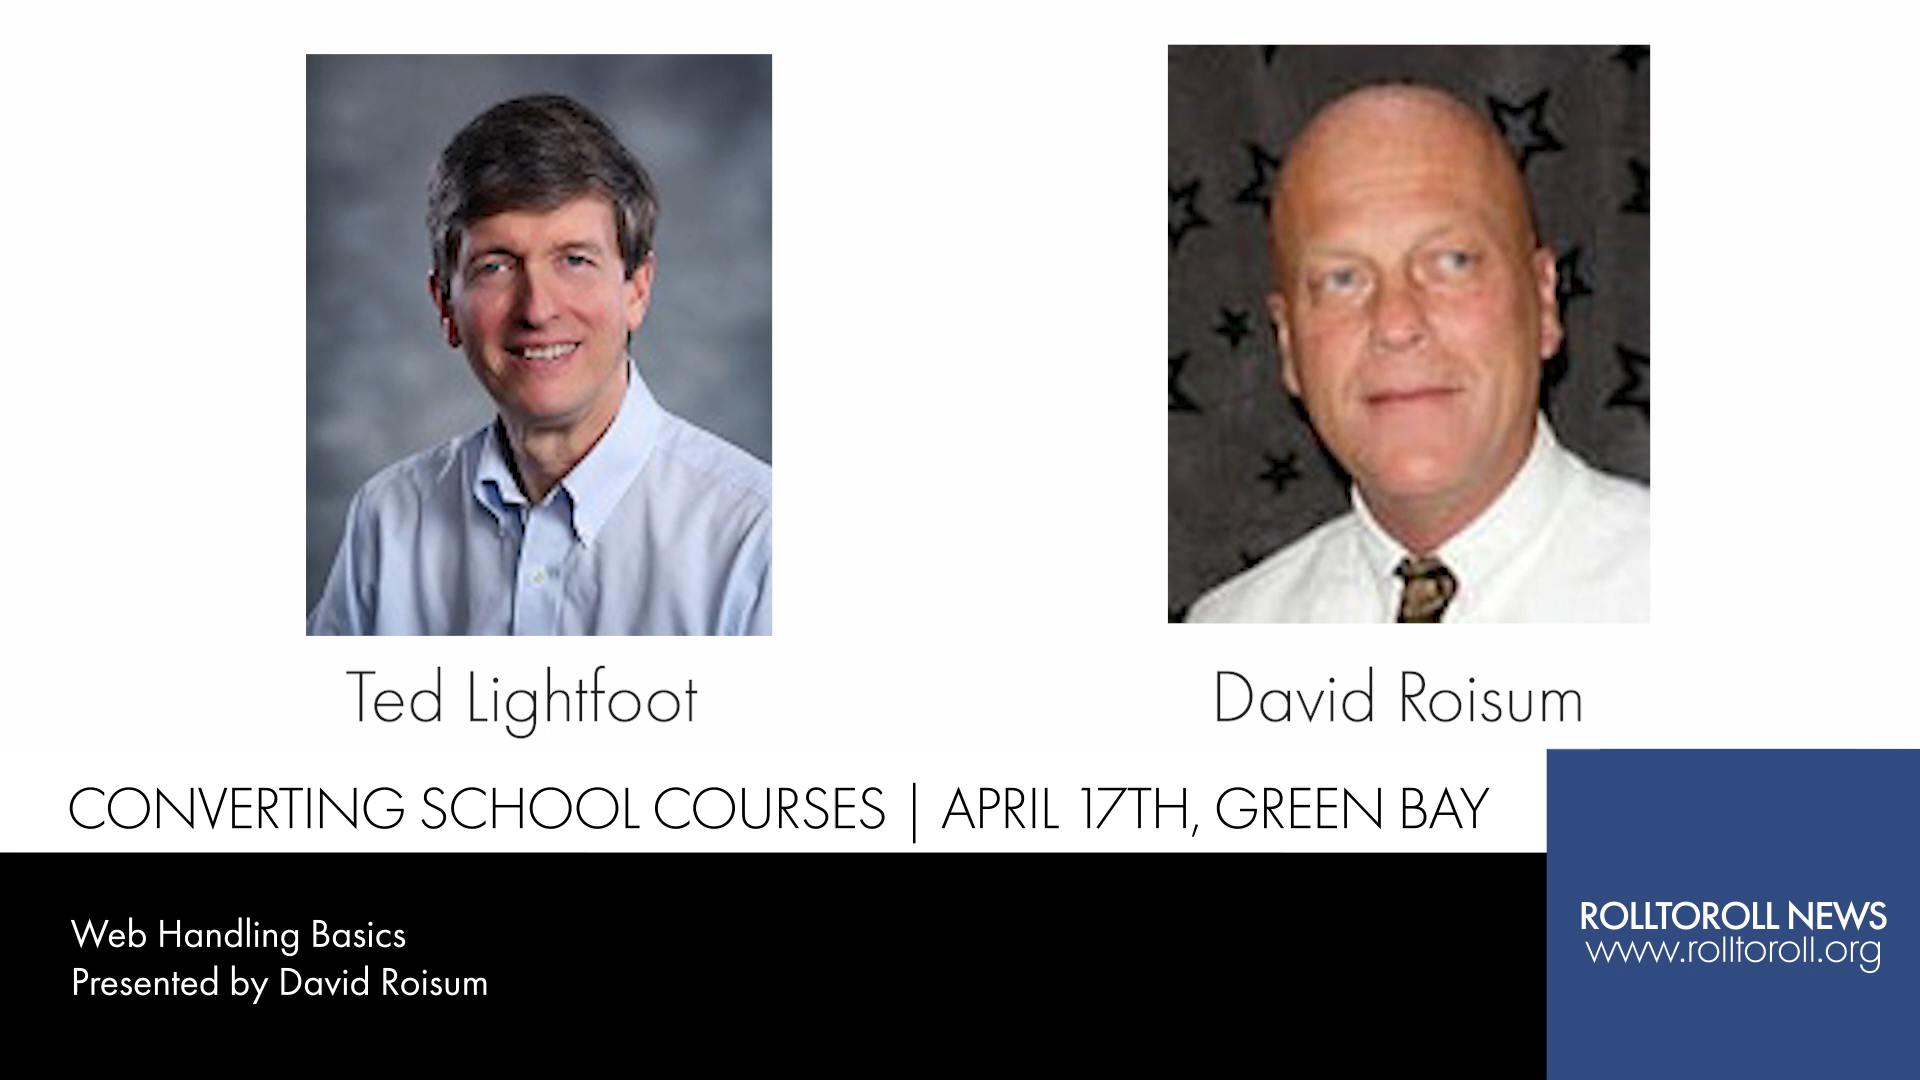 Ted Lightfoot
David Roisum
CONVERTING SCHOOL COURSES | APRIL 17TH, GREEN BAY
Web Handling Basics
Presented by David Roisum
ROLLTOROLL NEWS
www.rolltoroll.org